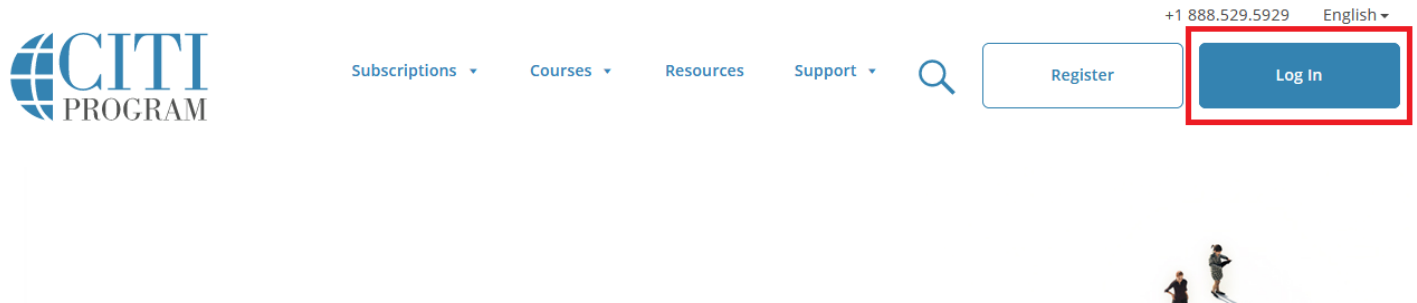 +1 888.529.5929 English
CITI
PROGRAM
Subscriptions Courses Resources Support Register Log In